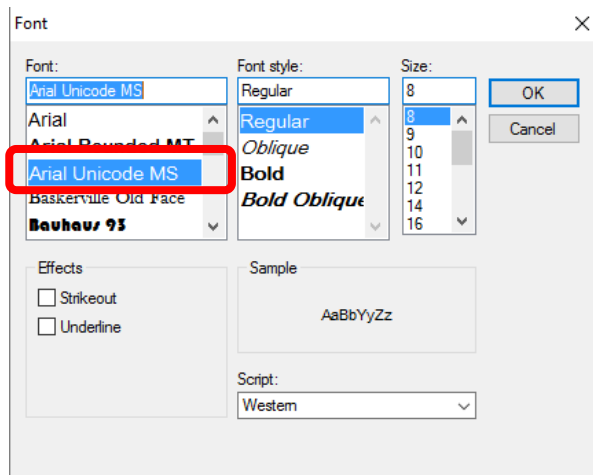 Font
Font:
Font style:
Size:
Arial Unicode MS
Regular
8
OK
Cancel
Arial
Arial Rounded MT
Arial Unicode MS
Baskerville Old Face
Bauhaus 93
Regular
Oblique
Bold
Bold Oblique
8
9
10
11
12
14
16
Effects
Strikeout
Underline
Sample
AaBbYyZz
Script:
Western